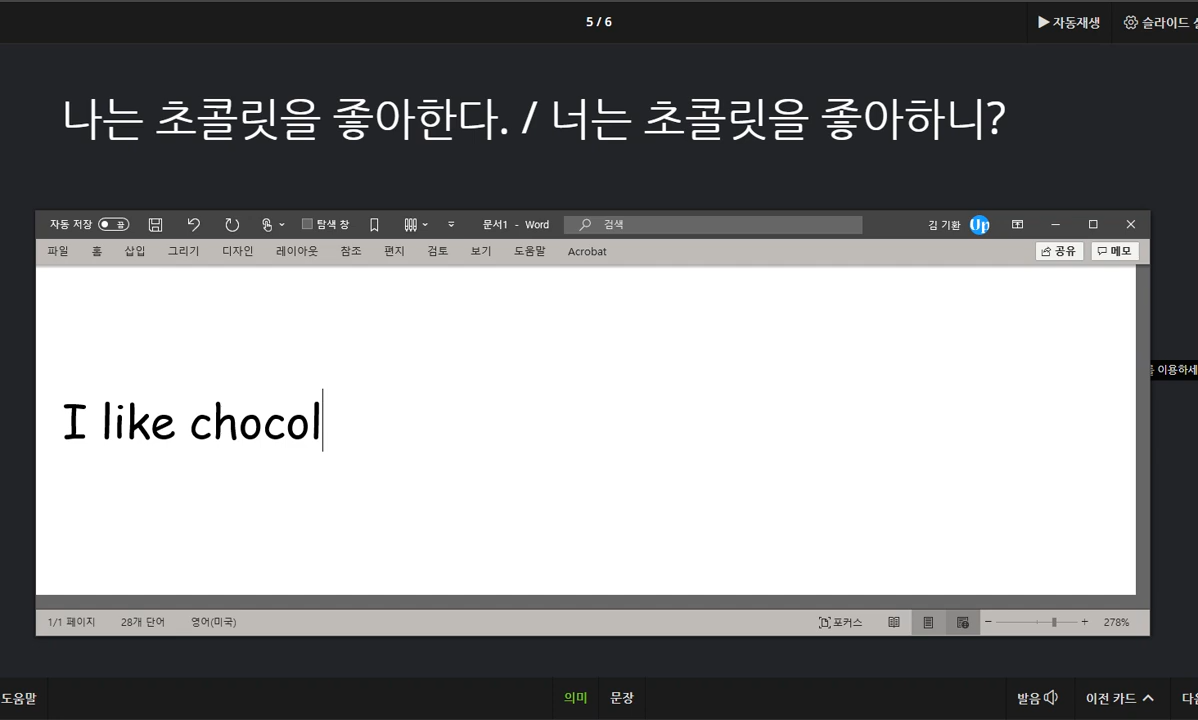 5 / 6
자동재생
슬라이드
나는 초콜릿을 좋아한다. / 너는 초콜릿을 좋아하니?
자동 저장 끔 탐색 창 문서1 - Word 검색 김 기환 Up
파일 홈 삽입 그리기 디자인 레이아웃 참조 편지 검토 보기 도움말 Acrobat 공유 메모
이용하세
I like chocol
1/1 페이지 28개 단어 영어(미국) 포커스 278%
도움말 의미 문장 발음 이전 카드